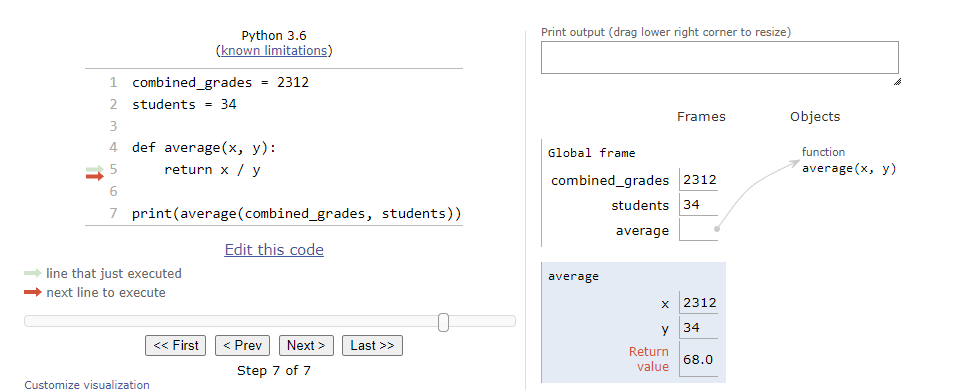 Python 3.6
(known limitations)
1 combined_grades = 2312
2 students = 34
3
4 def average(x, y):
5     return x / y
6
7 print(average(combined_grades, students))
Edit this code
line that just executed
next line to execute
<< First < Prev Next > Last >>
Step 7 of 7
Customize visualization
Print output (drag lower right corner to resize)
Frames Objects
Global frame
combined_grades 2312
students 34
average
function
average(x, y)
average
x 2312
y 34
Return
value 68.0